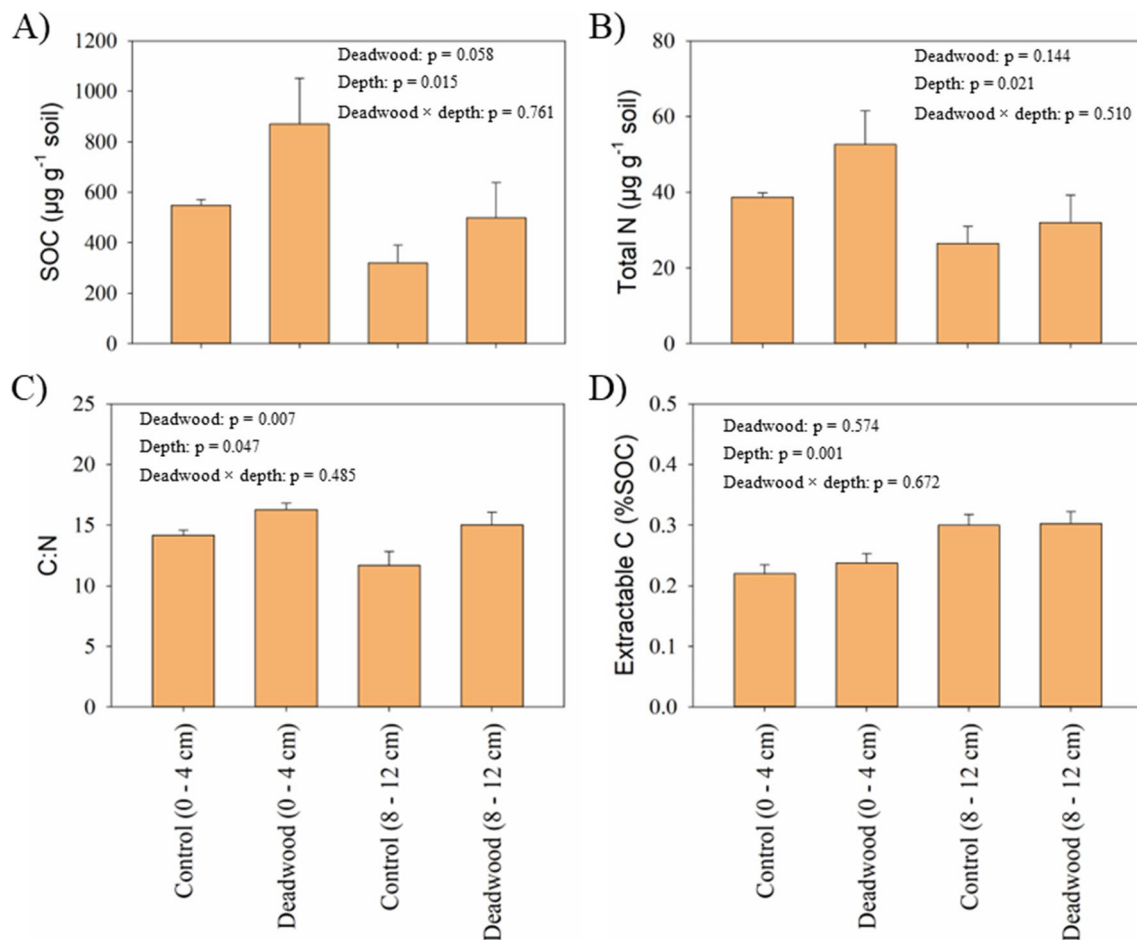 A)
SOC (µg g⁻¹ soil)
1200
1000
800
600
400
200
0
Deadwood: p = 0.058
Depth: p = 0.015
Deadwood × depth: p = 0.761
B)
Total N (µg g⁻¹ soil)
80
60
40
20
0
Deadwood: p = 0.144
Depth: p = 0.021
Deadwood × depth: p = 0.510
C)
C:N
25
20
15
10
5
0
Deadwood: p = 0.007
Depth: p = 0.047
Deadwood × depth: p = 0.485
Control (0 - 4 cm)
Deadwood (0 - 4 cm)
Control (8 - 12 cm)
Deadwood (8 - 12 cm)
D)
Extractable C (%SOC)
0.5
0.4
0.3
0.2
0.1
0.0
Deadwood: p = 0.574
Depth: p = 0.001
Deadwood × depth: p = 0.672
Control (0 - 4 cm)
Deadwood (0 - 4 cm)
Control (8 - 12 cm)
Deadwood (8 - 12 cm)